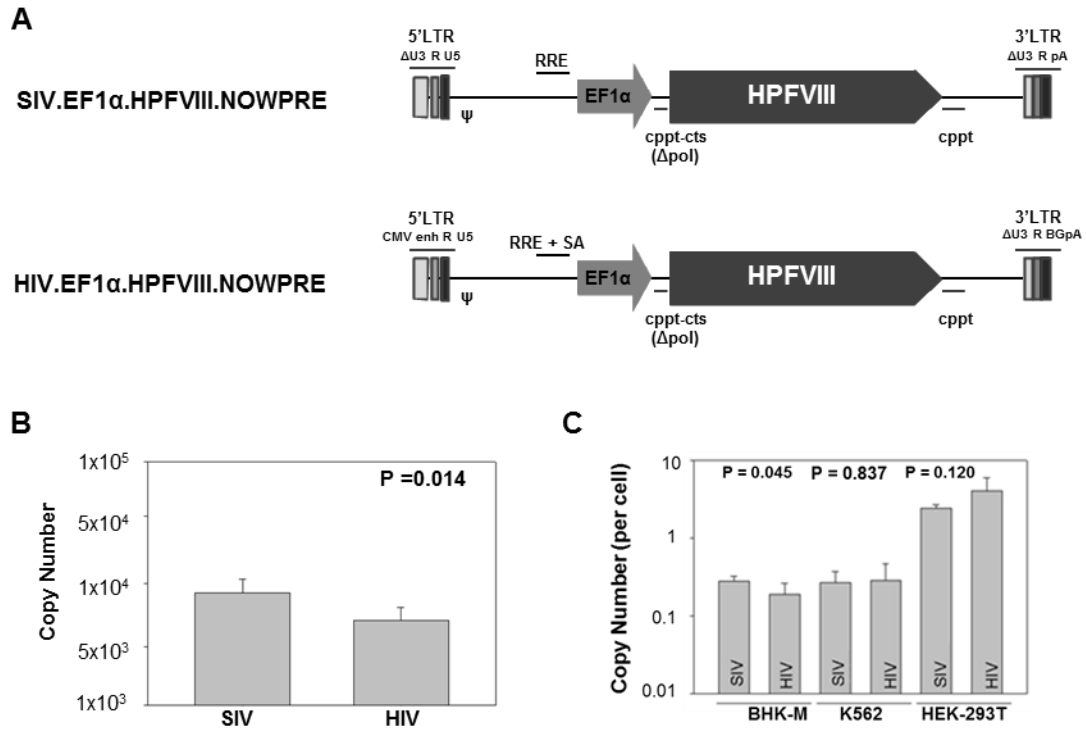 A
5'LTR
ΔU3 R U5
RRE
3'LTR
ΔU3 R pA
SIV.EF1α.HPFVIII.NOWPRE
EF1α
HPFVIII
ψ
cppt-cts
(Δpol)
cppt
5'LTR
CMV enh R U5
RRE + SA
3'LTR
ΔU3 R BGpA
HIV.EF1α.HPFVIII.NOWPRE
EF1α
HPFVIII
ψ
cppt-cts
(Δpol)
cppt
B
Copy Number
1x10⁵
5x10⁴
1x10⁴
5x10³
1x10³
P =0.014
SIV
HIV
C
Copy Number (per cell)
10
1
0.1
0.01
P = 0.045 P = 0.837 P = 0.120
SIV HIV SIV HIV SIV HIV
BHK-M K562 HEK-293T